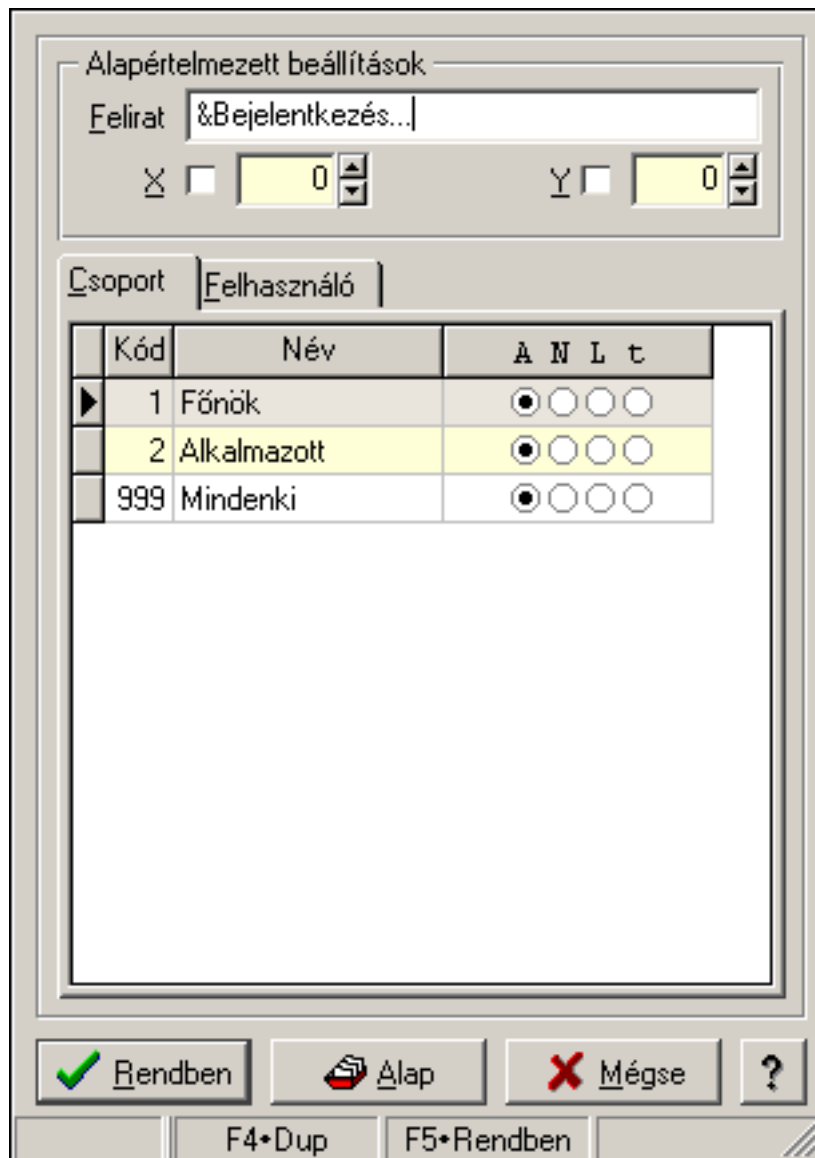 Alapértelmezett beállítások
Felirat &Bejelentkezés...
X 0 Y 0
Csoport Felhasználó
Kód Név A N L t
1 Főnök
2 Alkalmazott
999 Mindenki
Rendben Alap Mégse ?
F4•Dup F5•Rendben